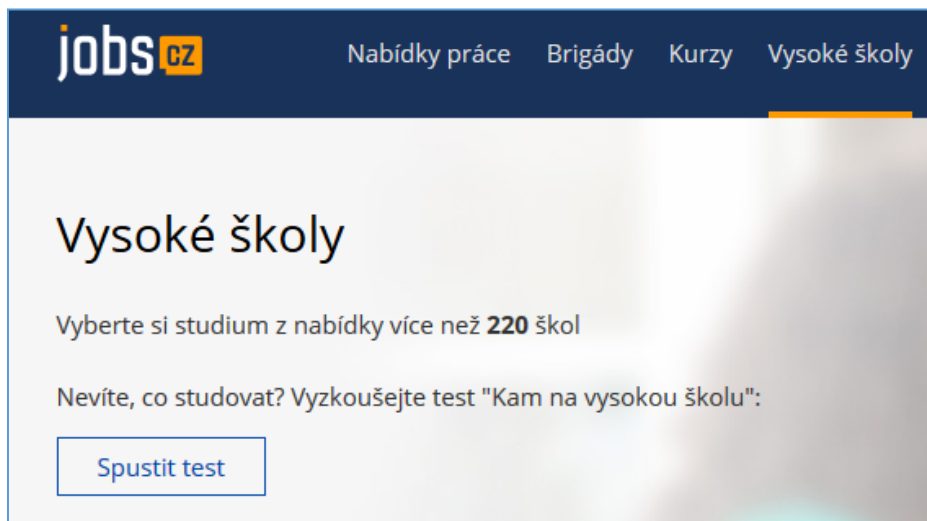 jobs cz
Nabídky práce Brigády Kurzy Vysoké školy
Vysoké školy
Vyberte si studium z nabídky více než 220 škol
Nevíte, co studovat? Vyzkoušejte test "Kam na vysokou školu":
Spustit test